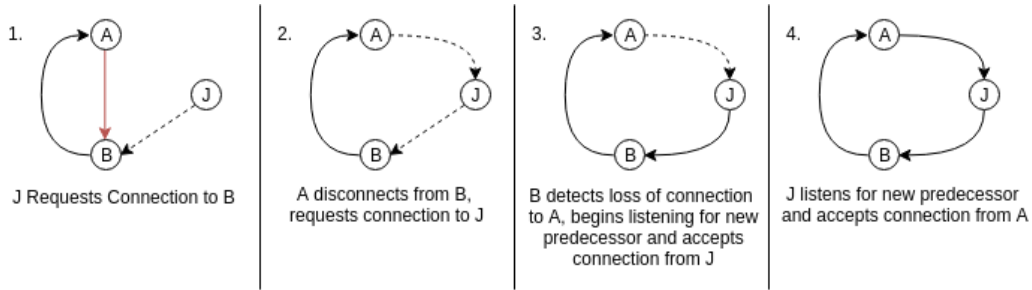 1.
A
J
B
J Requests Connection to B
2.
A
J
B
A disconnects from B,
requests connection to J
3.
A
J
B
B detects loss of connection
to A, begins listening for new
predecessor and accepts
connection from J
4.
A
J
B
J listens for new predecessor
and accepts connection from A